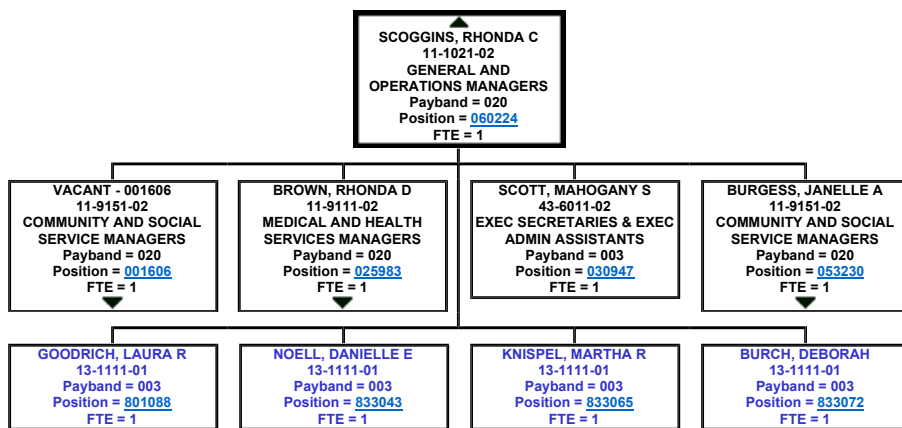 SCOGGINS, RHONDA C
11-1021-02
GENERAL AND
OPERATIONS MANAGERS
Payband = 020
Position = 060224
FTE = 1
VACANT - 001606
11-9151-02
COMMUNITY AND SOCIAL
SERVICE MANAGERS
Payband = 020
Position = 001606
FTE = 1
BROWN, RHONDA D
11-9111-02
MEDICAL AND HEALTH
SERVICES MANAGERS
Payband = 020
Position = 025983
FTE = 1
SCOTT, MAHOGANY S
43-6011-02
EXEC SECRETARIES & EXEC
ADMIN ASSISTANTS
Payband = 003
Position = 030947
FTE = 1
BURGESS, JANELLE A
11-9151-02
COMMUNITY AND SOCIAL
SERVICE MANAGERS
Payband = 020
Position = 053230
FTE = 1
GOODRICH, LAURA R
13-1111-01
Payband = 003
Position = 801088
FTE = 1
NOELL, DANIELLE E
13-1111-01
Payband = 003
Position = 833043
FTE = 1
KNISPEL, MARTHA R
13-1111-01
Payband = 003
Position = 833065
FTE = 1
BURCH, DEBORAH
13-1111-01
Payband = 003
Position = 833072
FTE = 1